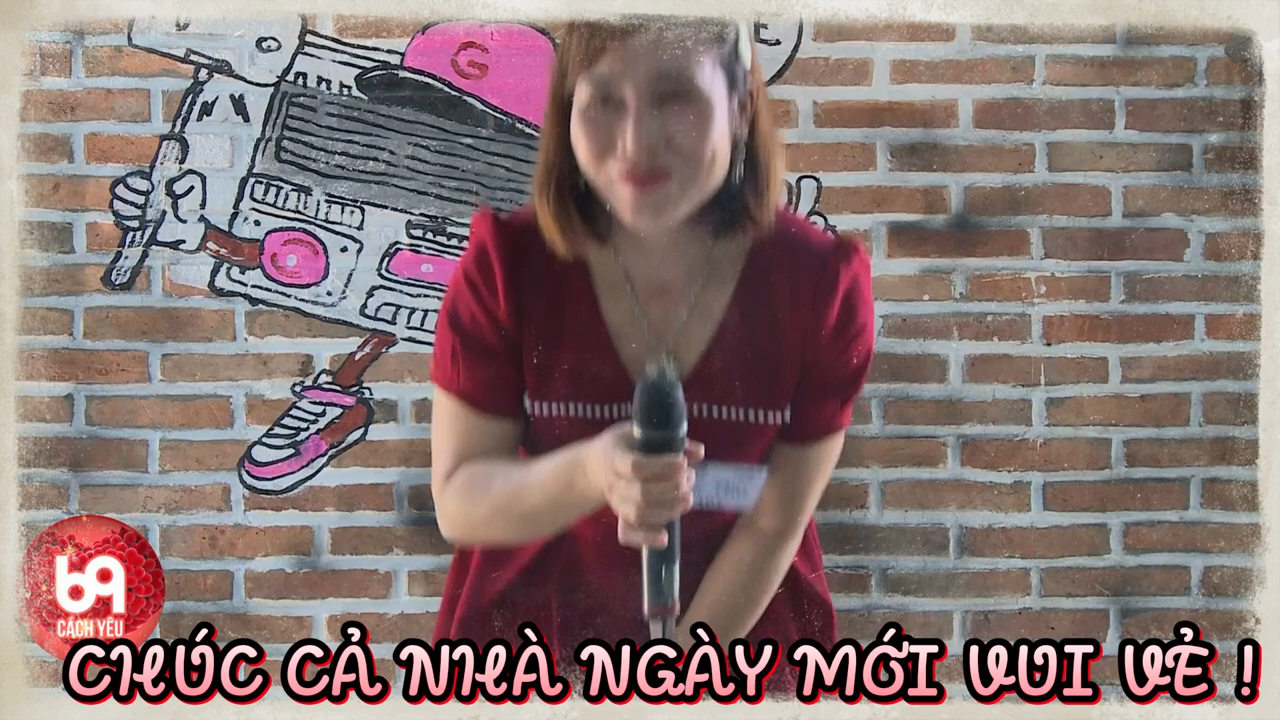 G
69
CÁCH YÊU
CHÚC CẢ NHÀ NGÀY MỚI VUI VẺ !